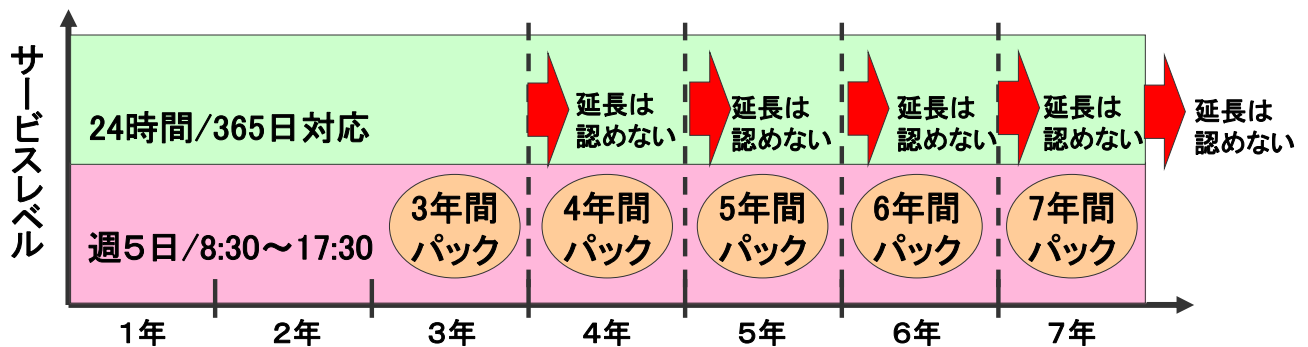 サービスレベル
24時間/365日対応
延長は
認めない
延長は
認めない
延長は
認めない
延長は
認めない
延長は
認めない
週５日/8:30～17:30
3年間
パック
4年間
パック
5年間
パック
6年間
パック
7年間
パック
１年
２年
３年
４年
５年
６年
７年